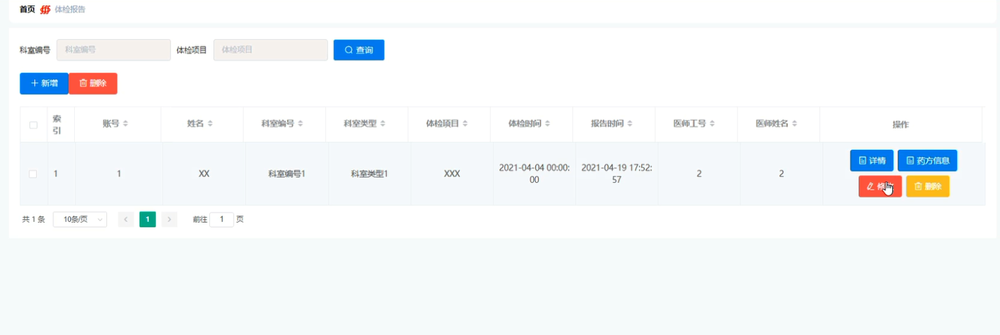 首页 体检报告
科室编号 科室编号 体检项目 体检项目 查询
新增 删除
索引 账号 姓名 科室编号 科室类型 体检项目 体检时间 报告时间 医师工号 医师姓名 操作
1 1 XX 科室编号1 科室类型1 XXX 2021-04-04 00:00:00 2021-04-19 17:52:57 2 2 详情 药方信息
删除
共 1 条 10条/页 1 前往 1 页